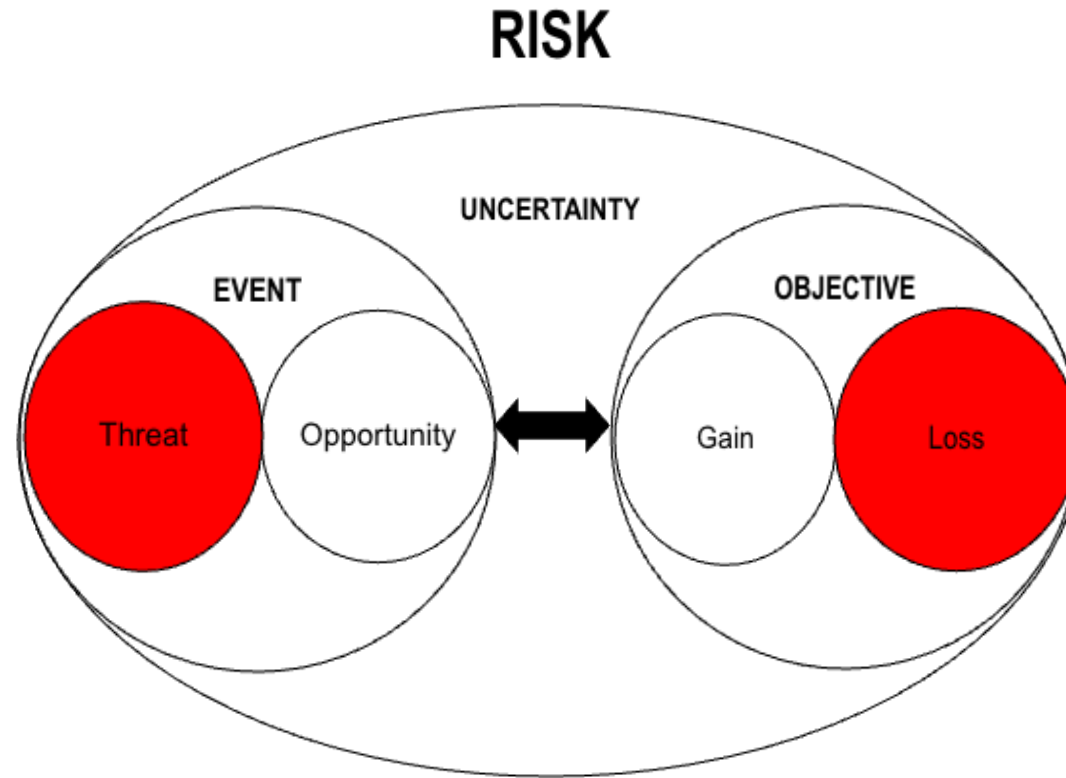 RISK
UNCERTAINTY
EVENT
OBJECTIVE
Threat
Opportunity
Gain
Loss